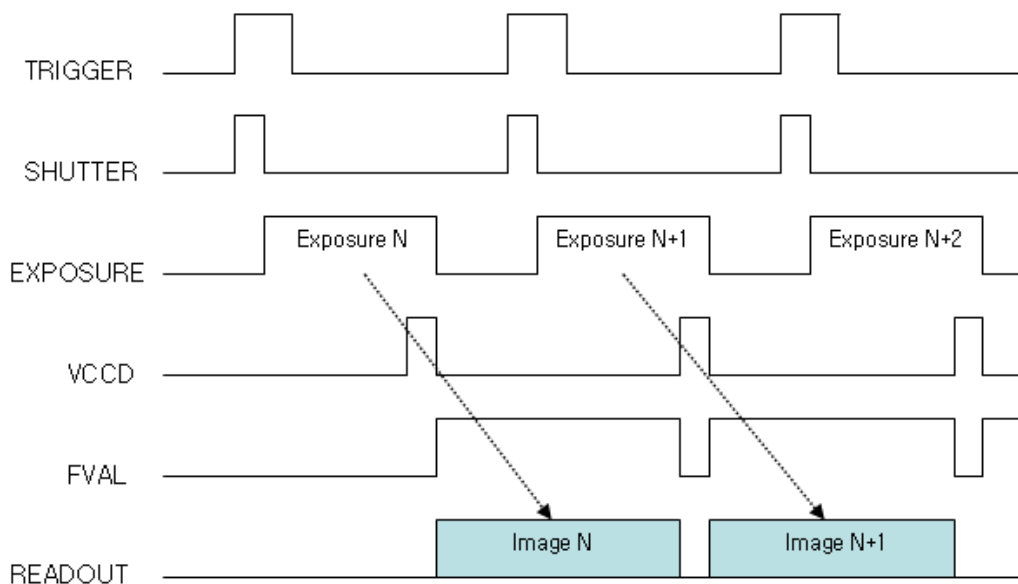 TRIGGER
SHUTTER
Exposure N
Exposure N+1
Exposure N+2
EXPOSURE
VCCD
FVAL
Image N
Image N+1
READOUT